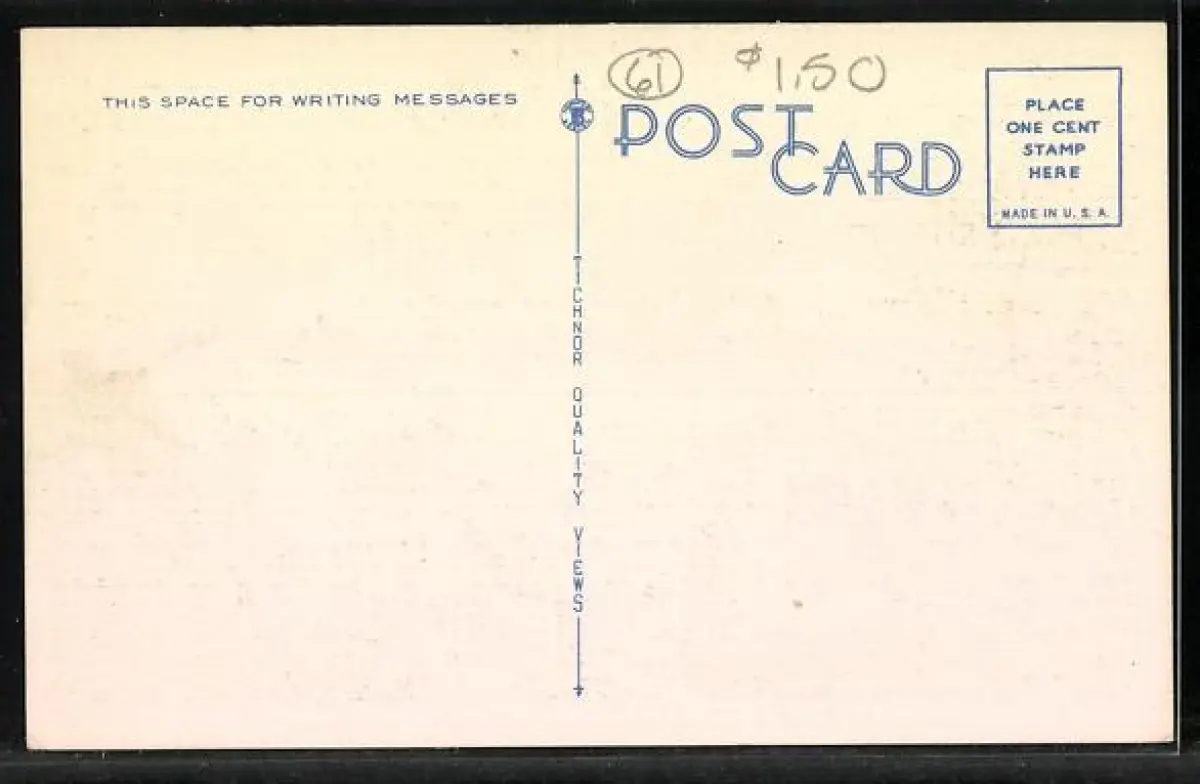 THIS SPACE FOR WRITING MESSAGES
61
$1.50
POST
CARD
PLACE
ONE CENT
STAMP
HERE
MADE IN U. S. A.
TICHNOR QUALITY VIEWS